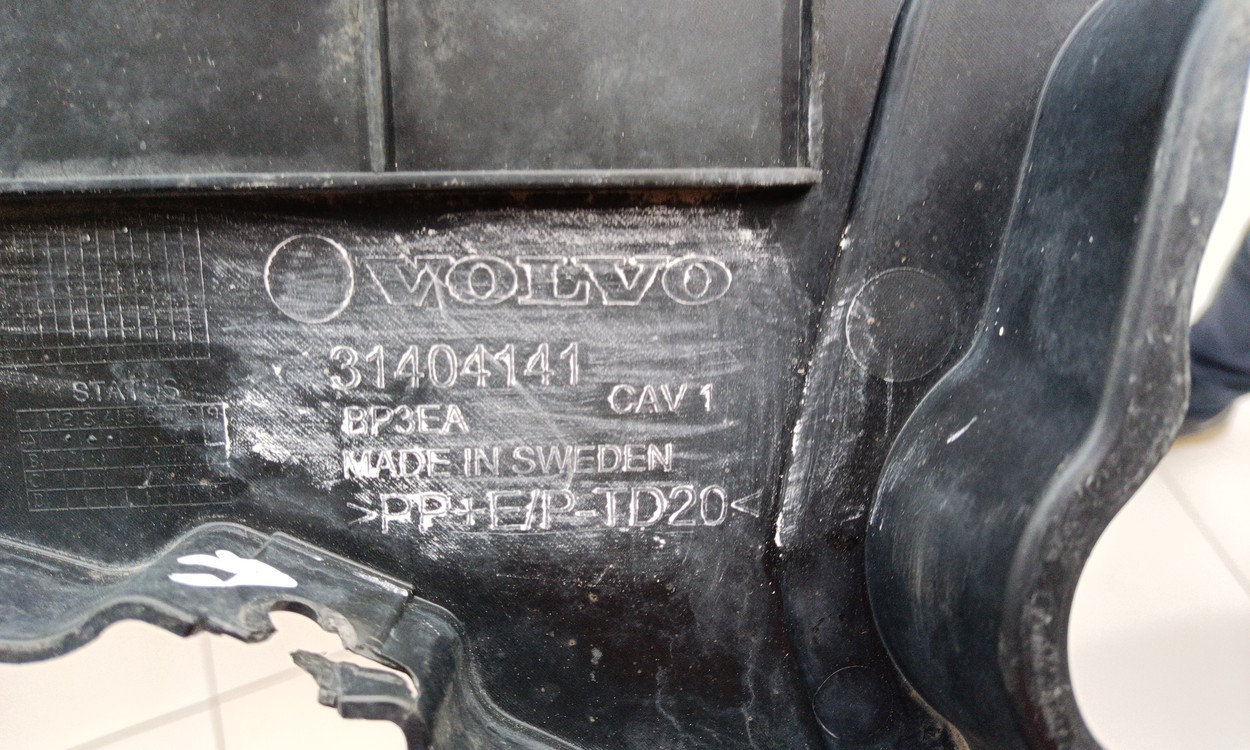 VOLVO
31404141
CAV 1
BP3EA
MADE IN SWEDEN
>PP+E/P-TD20<
STATUS